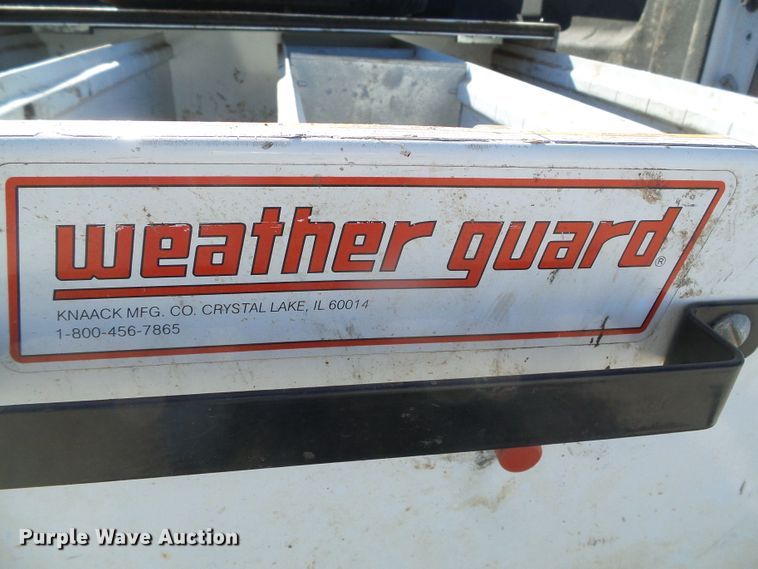 weather guard®
KNAACK MFG. CO. CRYSTAL LAKE, IL 60014
1-800-456-7865
Purple Wave Auction